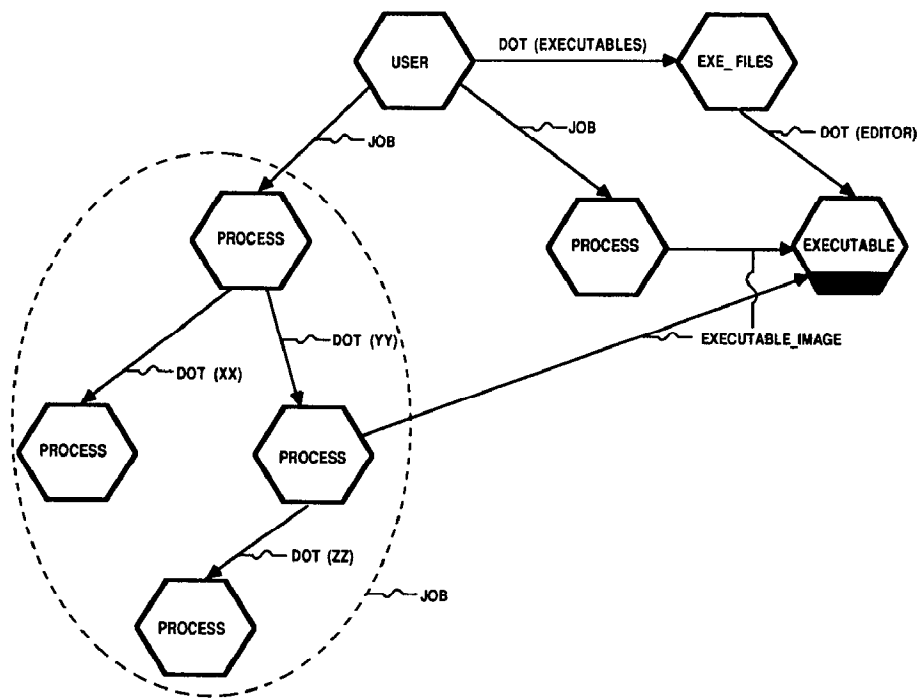 DOT (EXECUTABLES)
USER
EXE_FILES
JOB
JOB
DOT (EDITOR)
PROCESS
PROCESS
EXECUTABLE
DOT (YY)
EXECUTABLE_IMAGE
DOT (XX)
PROCESS
PROCESS
DOT (ZZ)
JOB
PROCESS